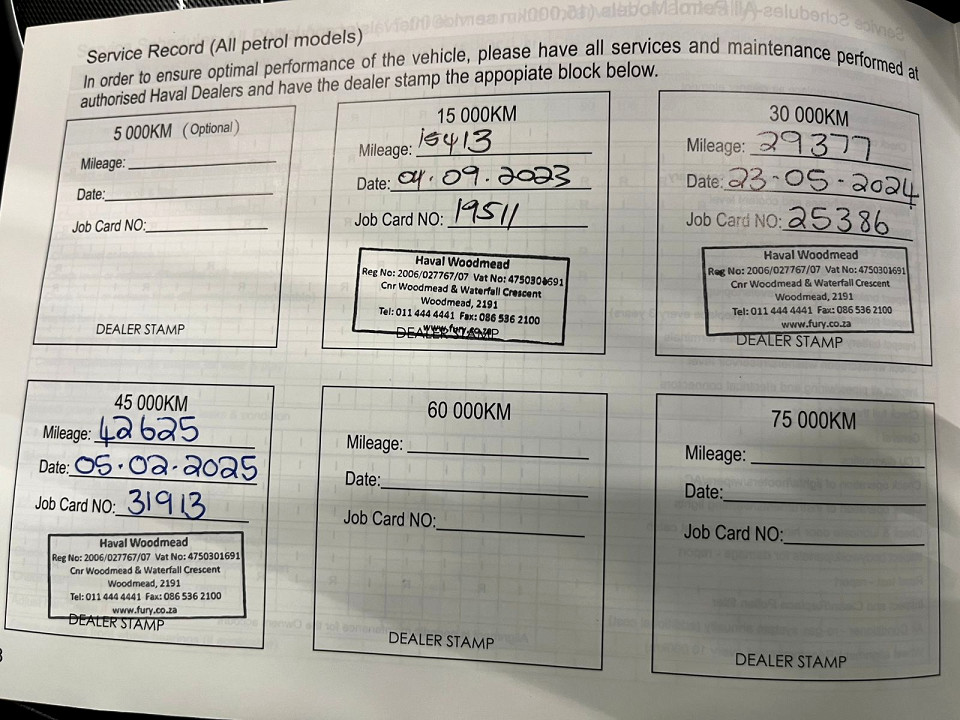 Service Record (All petrol models)
In order to ensure optimal performance of the vehicle, please have all services and maintenance performed at
authorised Haval Dealers and have the dealer stamp the appopiate block below.
5 000KM (Optional)
Mileage:
Date:
Job Card NO:
DEALER STAMP
15 000KM
Mileage: 15413
Date: 04.09.2023
Job Card NO: 19511
Haval Woodmead
Reg No: 2006/027767/07 Vat No: 4750301691
Cnr Woodmead & Waterfall Crescent
Woodmead, 2191
Tel: 011 444 4441 Fax: 086 536 2100
www.fury.co.za
DEALER STAMP
30 000KM
Mileage: 29377
Date: 23-05-2024
Job Card NO: 25386
Haval Woodmead
Reg No: 2006/027767/07 Vat No: 4750301691
Cnr Woodmead & Waterfall Crescent
Woodmead, 2191
Tel: 011 444 4441 Fax: 086 536 2100
www.fury.co.za
DEALER STAMP
45 000KM
Mileage: 42625
Date: 05.02.2025
Job Card NO: 31913
Haval Woodmead
Reg No: 2006/027767/07 Vat No: 4750301691
Cnr Woodmead & Waterfall Crescent
Woodmead, 2191
Tel: 011 444 4441 Fax: 086 536 2100
www.fury.co.za
DEALER STAMP
60 000KM
Mileage:
Date:
Job Card NO:
DEALER STAMP
75 000KM
Mileage:
Date:
Job Card NO:
DEALER STAMP